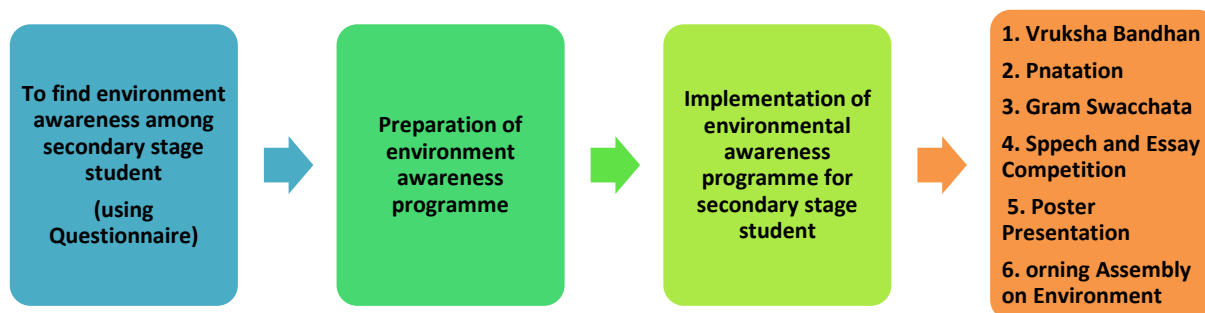 To find environment
awareness among
secondary stage
student
(using
Questionnaire)
Preparation of
environment
awareness
programme
Implementation of
environmental
awareness
programme for
secondary stage
student
1. Vruksha Bandhan
2. Pnatation
3. Gram Swacchata
4. Sppech and Essay
Competition
5. Poster
Presentation
6. orning Assembly
on Environment